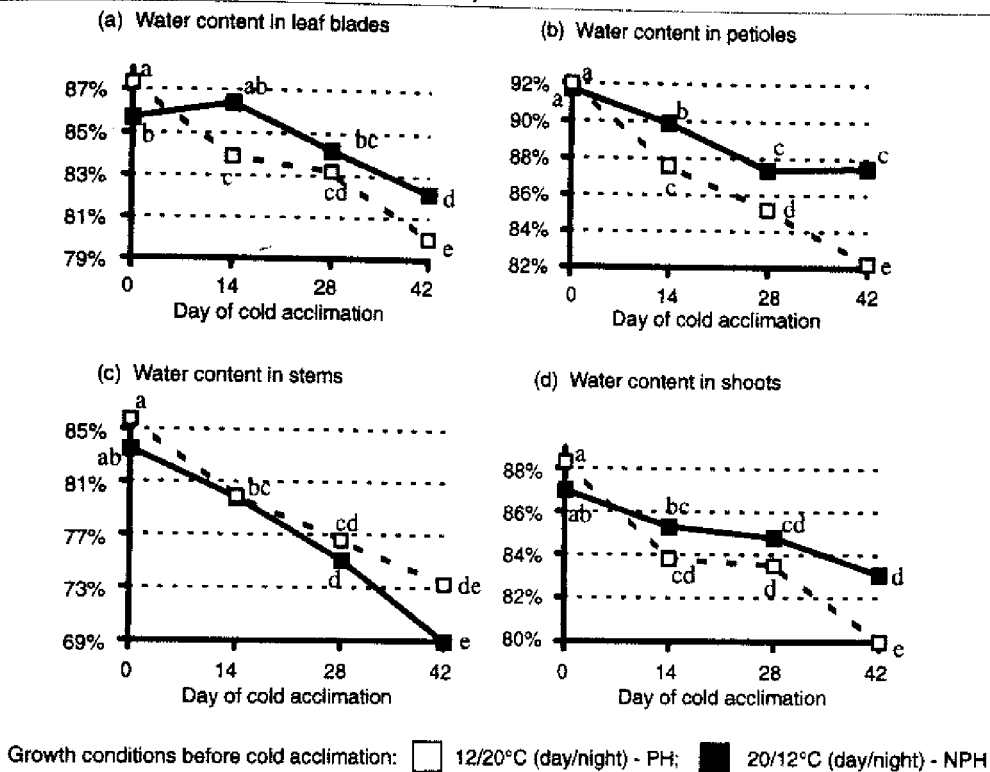 (a) Water content in leaf blades
87%
85%
83%
81%
79%
a
ab
b
bc
c
cd
d
e
0 14 28 42
Day of cold acclimation
(b) Water content in petioles
92%
90%
88%
86%
84%
82%
a
a
b
c
c
c
d
e
0 14 28 42
Day of cold acclimation
(c) Water content in stems
85%
81%
77%
73%
69%
a
ab
bc
cd
d
de
e
0 14 28 42
Day of cold acclimation
(d) Water content in shoots
88%
86%
84%
82%
80%
a
ab
bc
cd
cd
d
d
e
0 14 28 42
Day of cold acclimation
Growth conditions before cold acclimation: 12/20°C (day/night) - PH; 20/12°C (day/night) - NPH